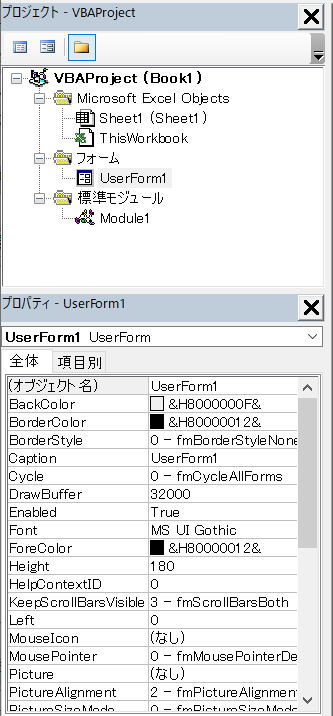 プロジェクト - VBAProject
VBAProject (Book1)
Microsoft Excel Objects
Sheet1 (Sheet1)
ThisWorkbook
フォーム
UserForm1
標準モジュール
Module1
プロパティ - UserForm1
UserForm1 UserForm
全体 項目別
(オブジェクト名) UserForm1
BackColor &H8000000F&
BorderColor &H80000012&
BorderStyle 0 - fmBorderStyleNone
Caption UserForm1
Cycle 0 - fmCycleAllForms
DrawBuffer 32000
Enabled True
Font MS UI Gothic
ForeColor &H80000012&
Height 180
HelpContextID 0
KeepScrollBarsVisible 3 - fmScrollBarsBoth
Left 0
MouseIcon (なし)
MousePointer 0 - fmMousePointerDe
Picture (なし)
PictureAlignment 2 - fmPictureAlignment
PictureSizeMode 0 - fmPictureSizeMode